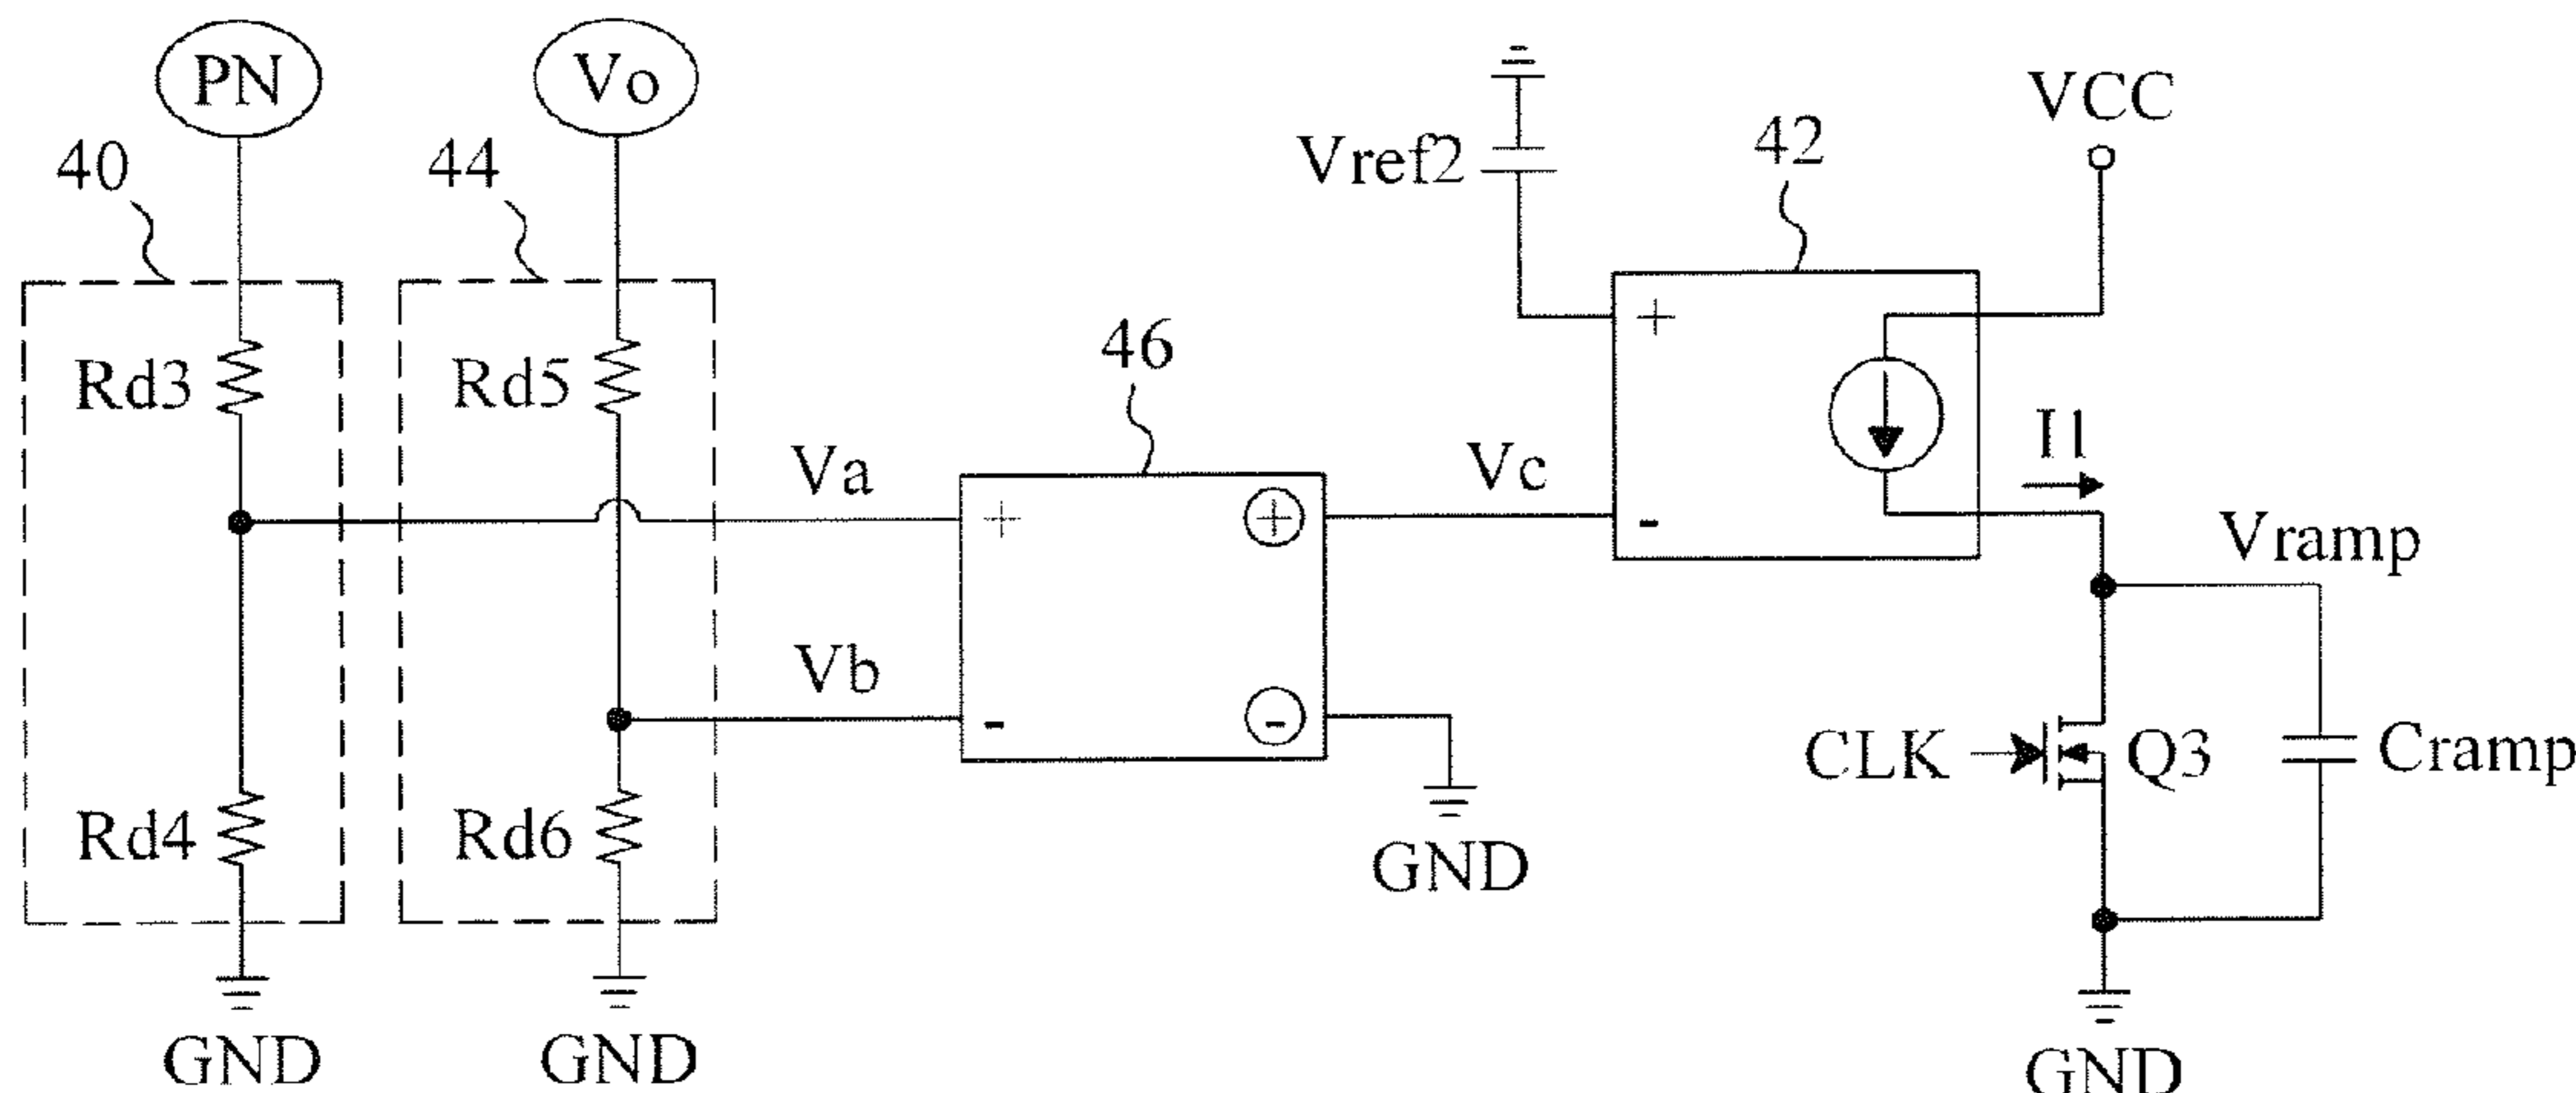 PN
Vo
VCC
40
44
Vref2
42
46
Rd3
Rd5
Va
Vc
I1
+
+
+
-
Vramp
Vb
-
-
CLK
Q3
Cramp
Rd4
Rd6
GND
GND
GND
GND